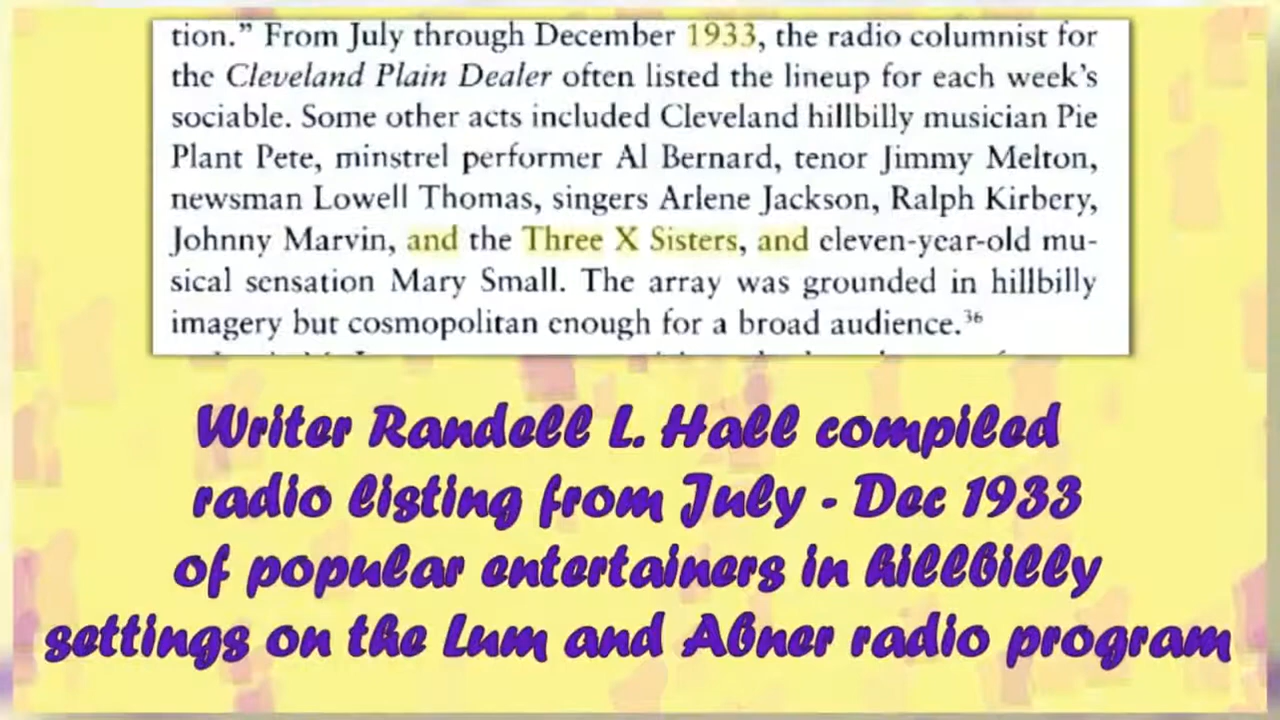 tion.” From July through December 1933, the radio columnist for
the Cleveland Plain Dealer often listed the lineup for each week’s
sociable. Some other acts included Cleveland hillbilly musician Pie
Plant Pete, minstrel performer Al Bernard, tenor Jimmy Melton,
newsman Lowell Thomas, singers Arlene Jackson, Ralph Kirbery,
Johnny Marvin, and the Three X Sisters, and eleven-year-old mu-
sical sensation Mary Small. The array was grounded in hillbilly
imagery but cosmopolitan enough for a broad audience.36
Writer Randell L. Hall compiled
radio listing from July - Dec 1933
of popular entertainers in hillbilly
settings on the Lum and Abner radio program